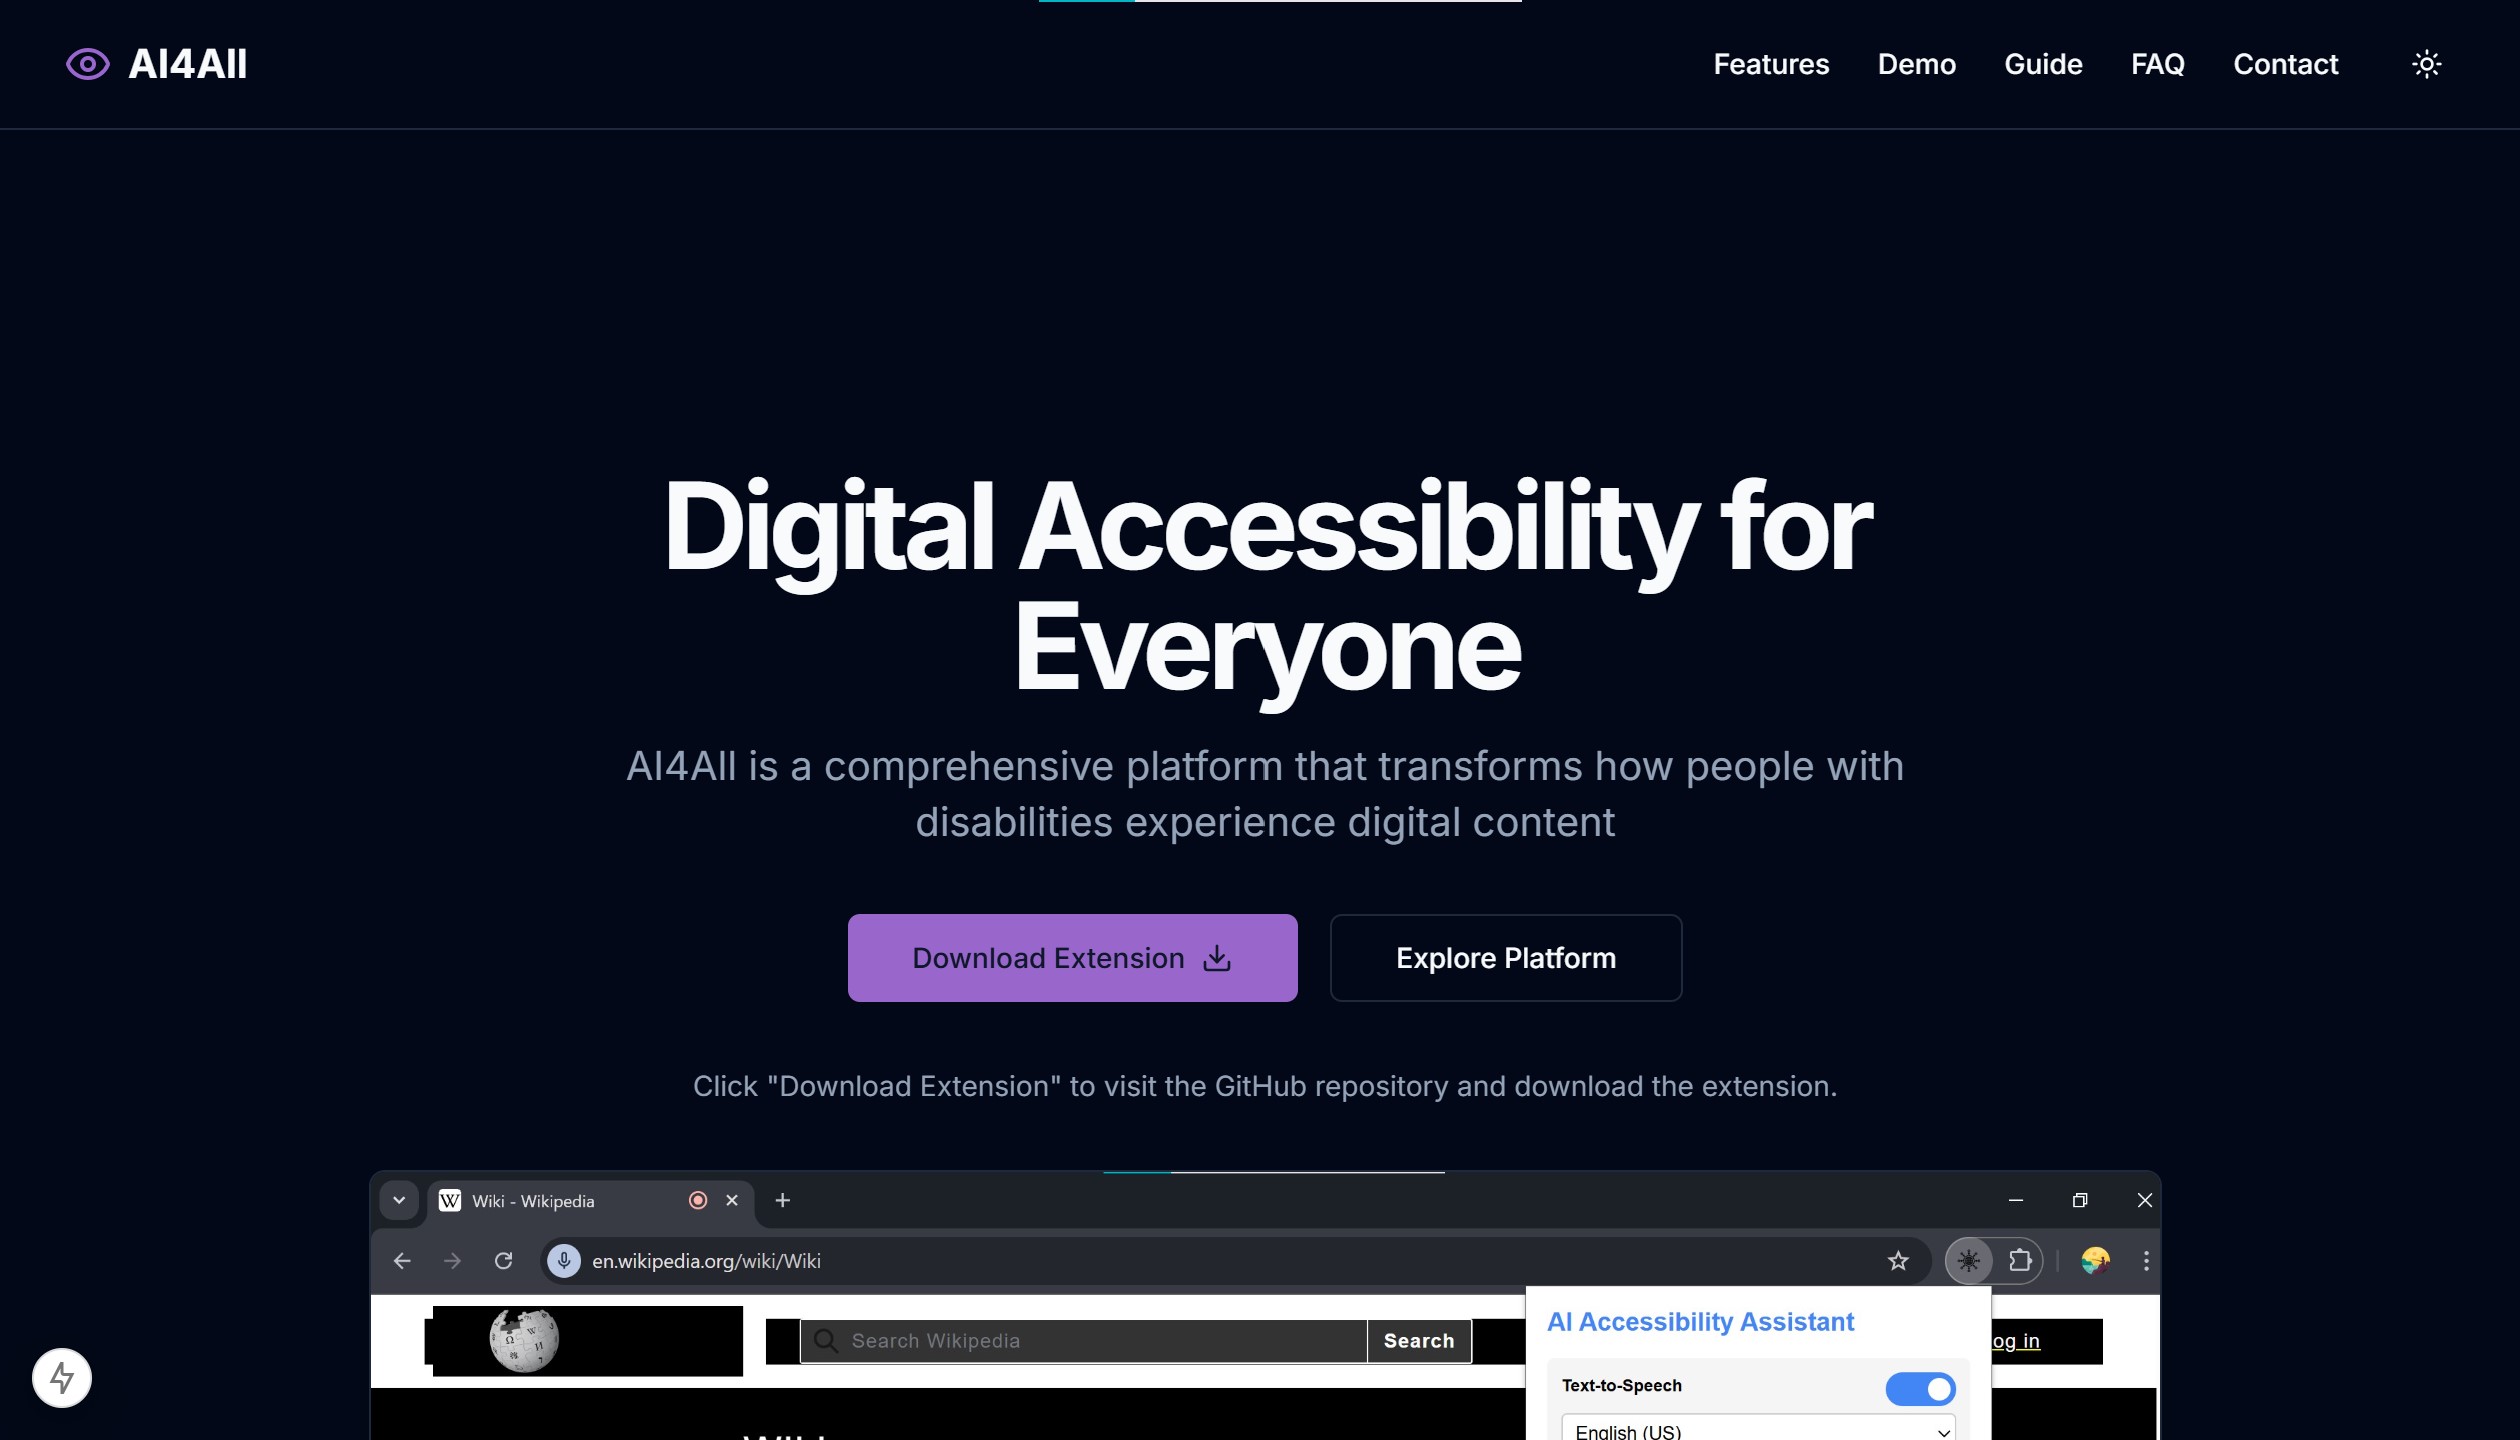 AI4All
Features Demo Guide FAQ Contact
Digital Accessibility for
Everyone
AI4All is a comprehensive platform that transforms how people with
disabilities experience digital content
Download Extension Explore Platform
Click "Download Extension" to visit the GitHub repository and download the extension.
W Wiki - Wikipedia
en.wikipedia.org/wiki/Wiki
Search Wikipedia Search
AI Accessibility Assistant
og in
Text-to-Speech
English (US)